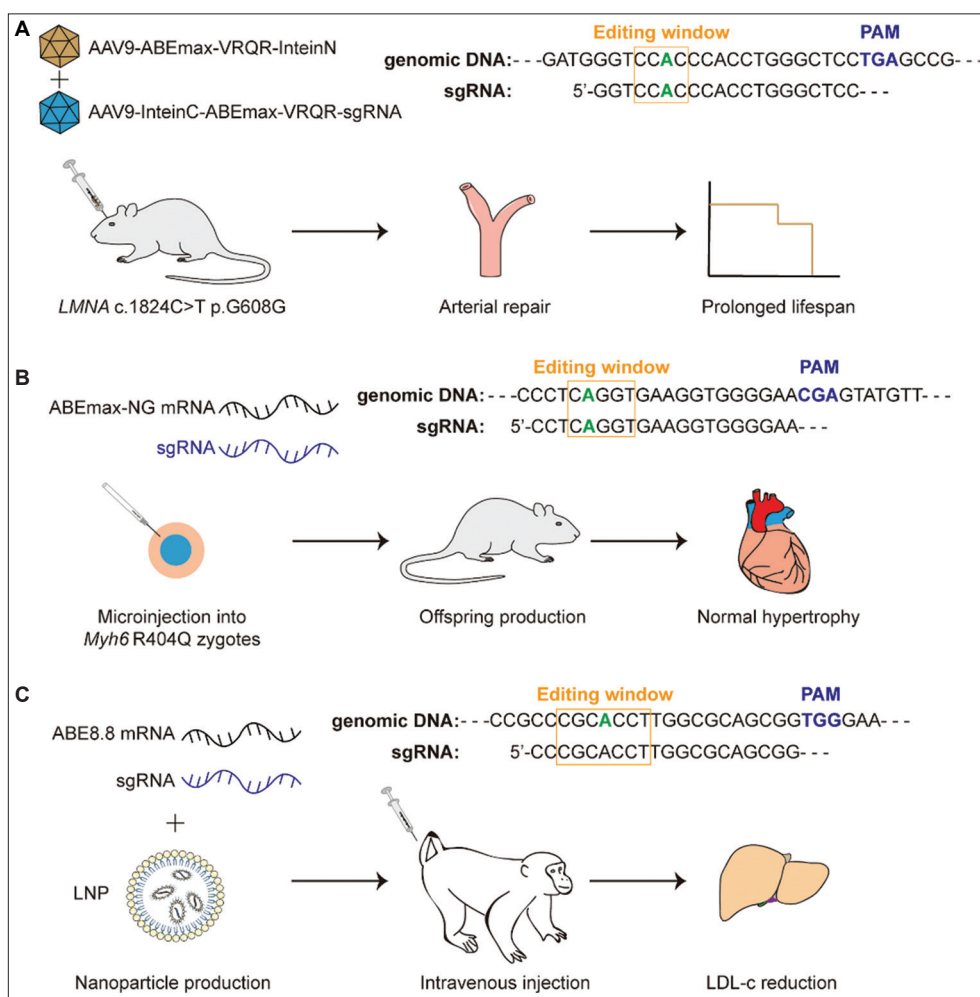 A
AAV9-ABEmax-VRQR-InteinN
+
AAV9-InteinC-ABEmax-VRQR-sgRNA
Editing window PAM
genomic DNA:- --GATGGGTCCACCCACCTGGGCTCCTGAGCCG- - -
sgRNA: 5'-GGTCCACCCACCTGGGCTCC- - -
LMNA c.1824C>T p.G608G
Arterial repair
Prolonged lifespan
B
ABEmax-NG mRNA
sgRNA
Editing window PAM
genomic DNA:- --CCCTCAGGTGAAGGTGGGGAACGAGTATGTT- - -
sgRNA: 5'-CCTCAGGTGAAGGTGGGGAA- - -
Microinjection into
Myh6 R404Q zygotes
Offspring production
Normal hypertrophy
C
ABE8.8 mRNA
sgRNA
+
LNP
Editing window PAM
genomic DNA:- --CCGCCCGCACCTTGGCGCAGCGGTGGGAA- - -
sgRNA: 5'-CCCGCACCTTGGCGCAGCGG- - -
Nanoparticle production
Intravenous injection
LDL-c reduction